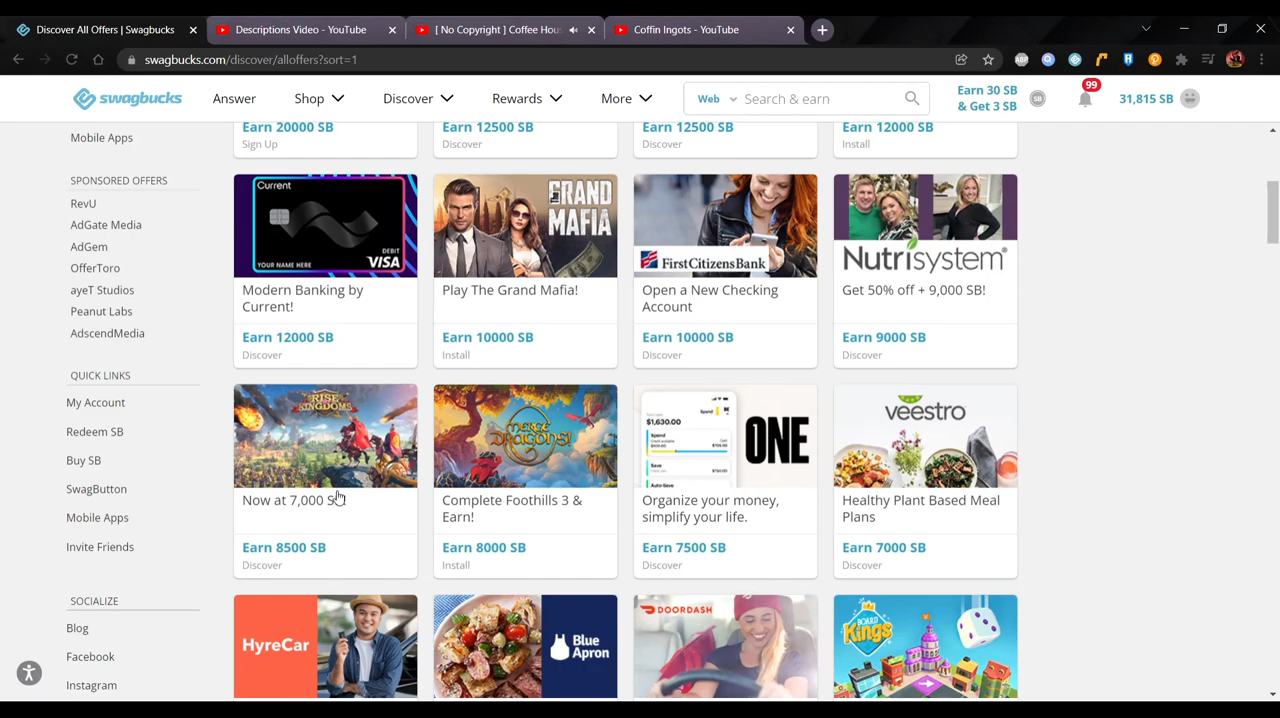 Discover All Offers | Swagbucks
Descriptions Video - YouTube
[ No Copyright ] Coffee Hou
Coffin Ingots - YouTube
swagbucks.com/discover/alloffers?sort=1
ABP
swagbucks
Answer
Shop
Discover
Rewards
More
Web
Search & earn
Earn 30 SB
& Get 3 SB
SB
99
31,815 SB
Mobile Apps
SPONSORED OFFERS
RevU
AdGate Media
AdGem
OfferToro
ayeT Studios
Peanut Labs
AdscendMedia
QUICK LINKS
My Account
Redeem SB
Buy SB
SwagButton
Mobile Apps
Invite Friends
SOCIALIZE
Blog
Facebook
Instagram
Earn 20000 SB
Sign Up
Earn 12500 SB
Discover
Earn 12500 SB
Discover
Earn 12000 SB
Install
Current
DEBIT
YOUR NAME HERE
VISA
Modern Banking by
Current!
Earn 12000 SB
Discover
GRAND
MAFIA
Play The Grand Mafia!
Earn 10000 SB
Install
First Citizens Bank
Open a New Checking
Account
Earn 10000 SB
Discover
Nutrisystem®
Get 50% off + 9,000 SB!
Earn 9000 SB
Discover
RISE
KINGDOMS
Now at 7,000 S
Earn 8500 SB
Discover
MERGE
DRAGONS!
Complete Foothills 3 &
Earn!
Earn 8000 SB
Install
$1,630.00
Spend
Spend
Save
Auto-Save
ONE
Organize your money,
simplify your life.
Earn 7500 SB
Discover
veestro
Healthy Plant Based Meal
Plans
Earn 7000 SB
Discover
HyreCar
Blue
Apron
DOORDASH
BOARD
Kings